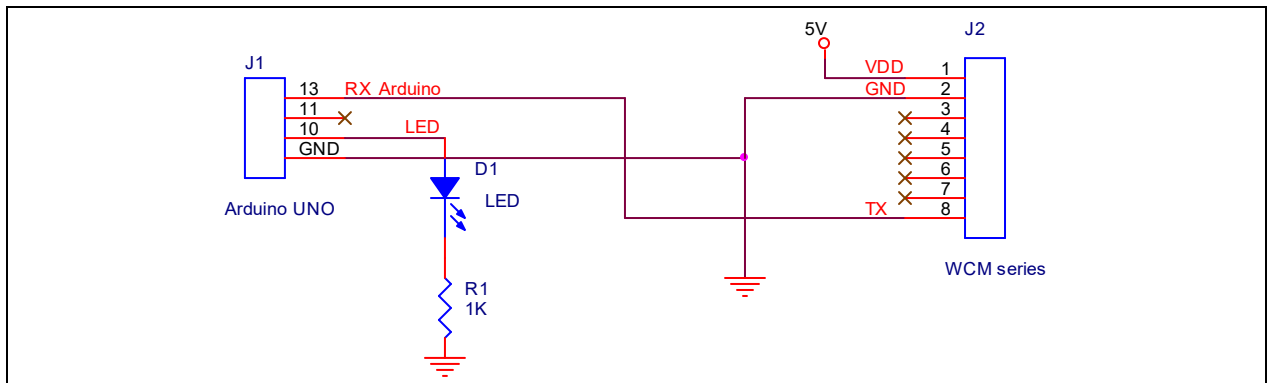 J1
13 RX Arduino
11
10 LED
GND
Arduino UNO
D1
LED
R1
1K
5V
J2
VDD 1
GND 2
3
4
5
6
7
TX 8
WCM series